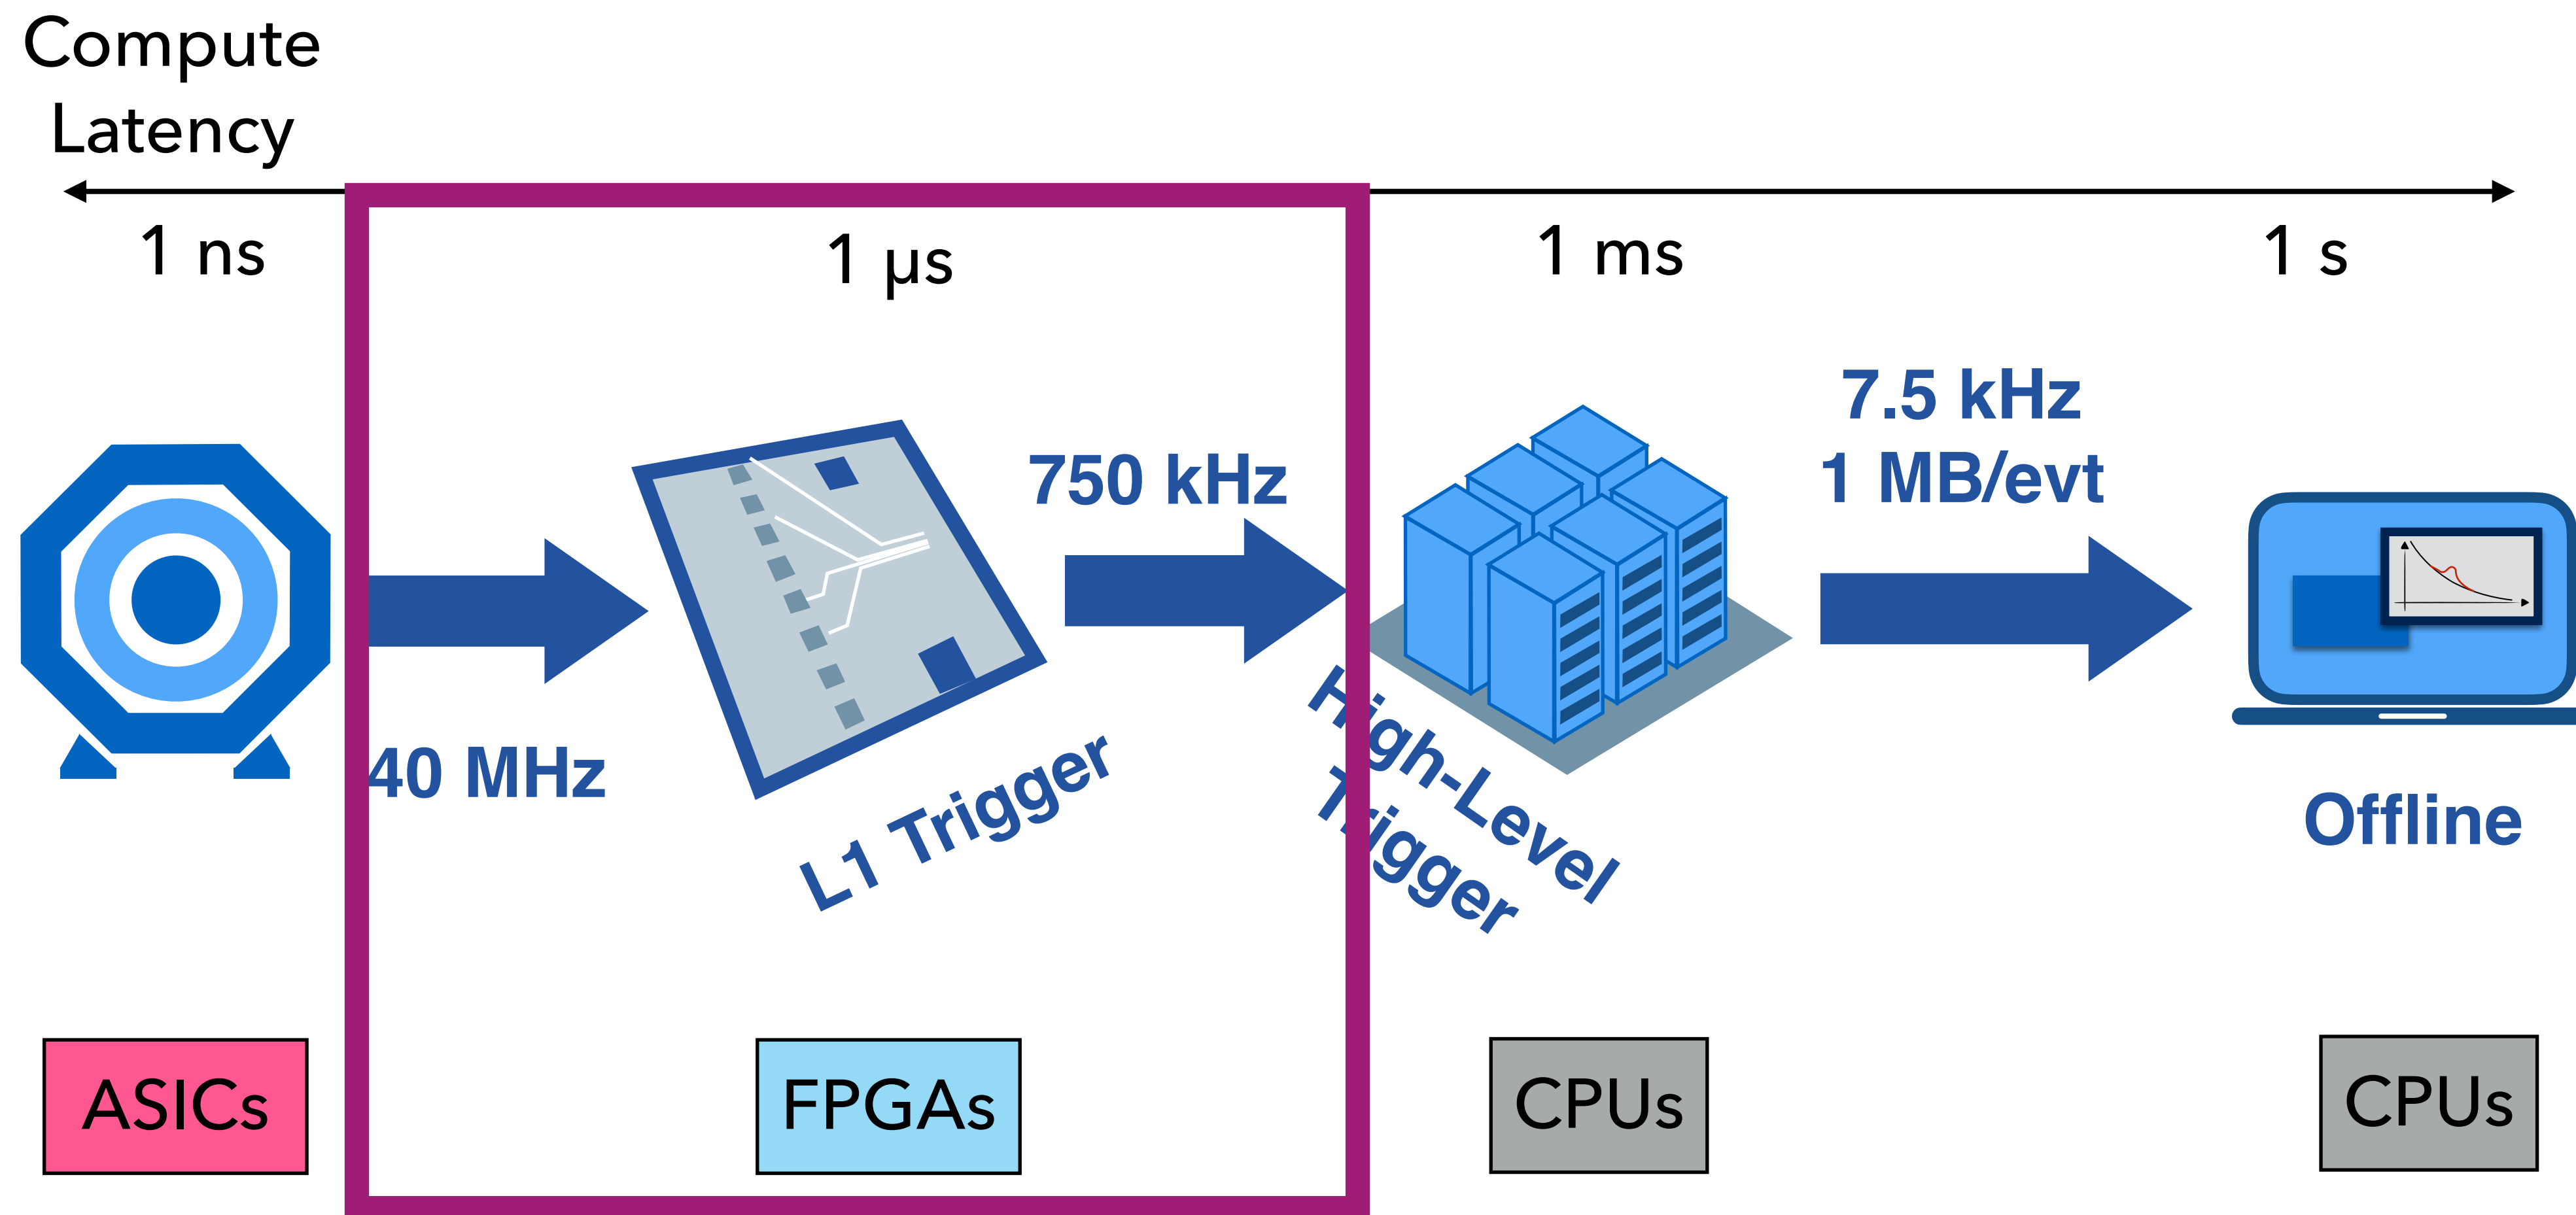 Compute
Latency
1 ns
1 µs
1 ms
1 s
40 MHz
L1 Trigger
750 kHz
High-Level
Trigger
7.5 kHz
1 MB/evt
Offline
ASICs
FPGAs
CPUs
CPUs